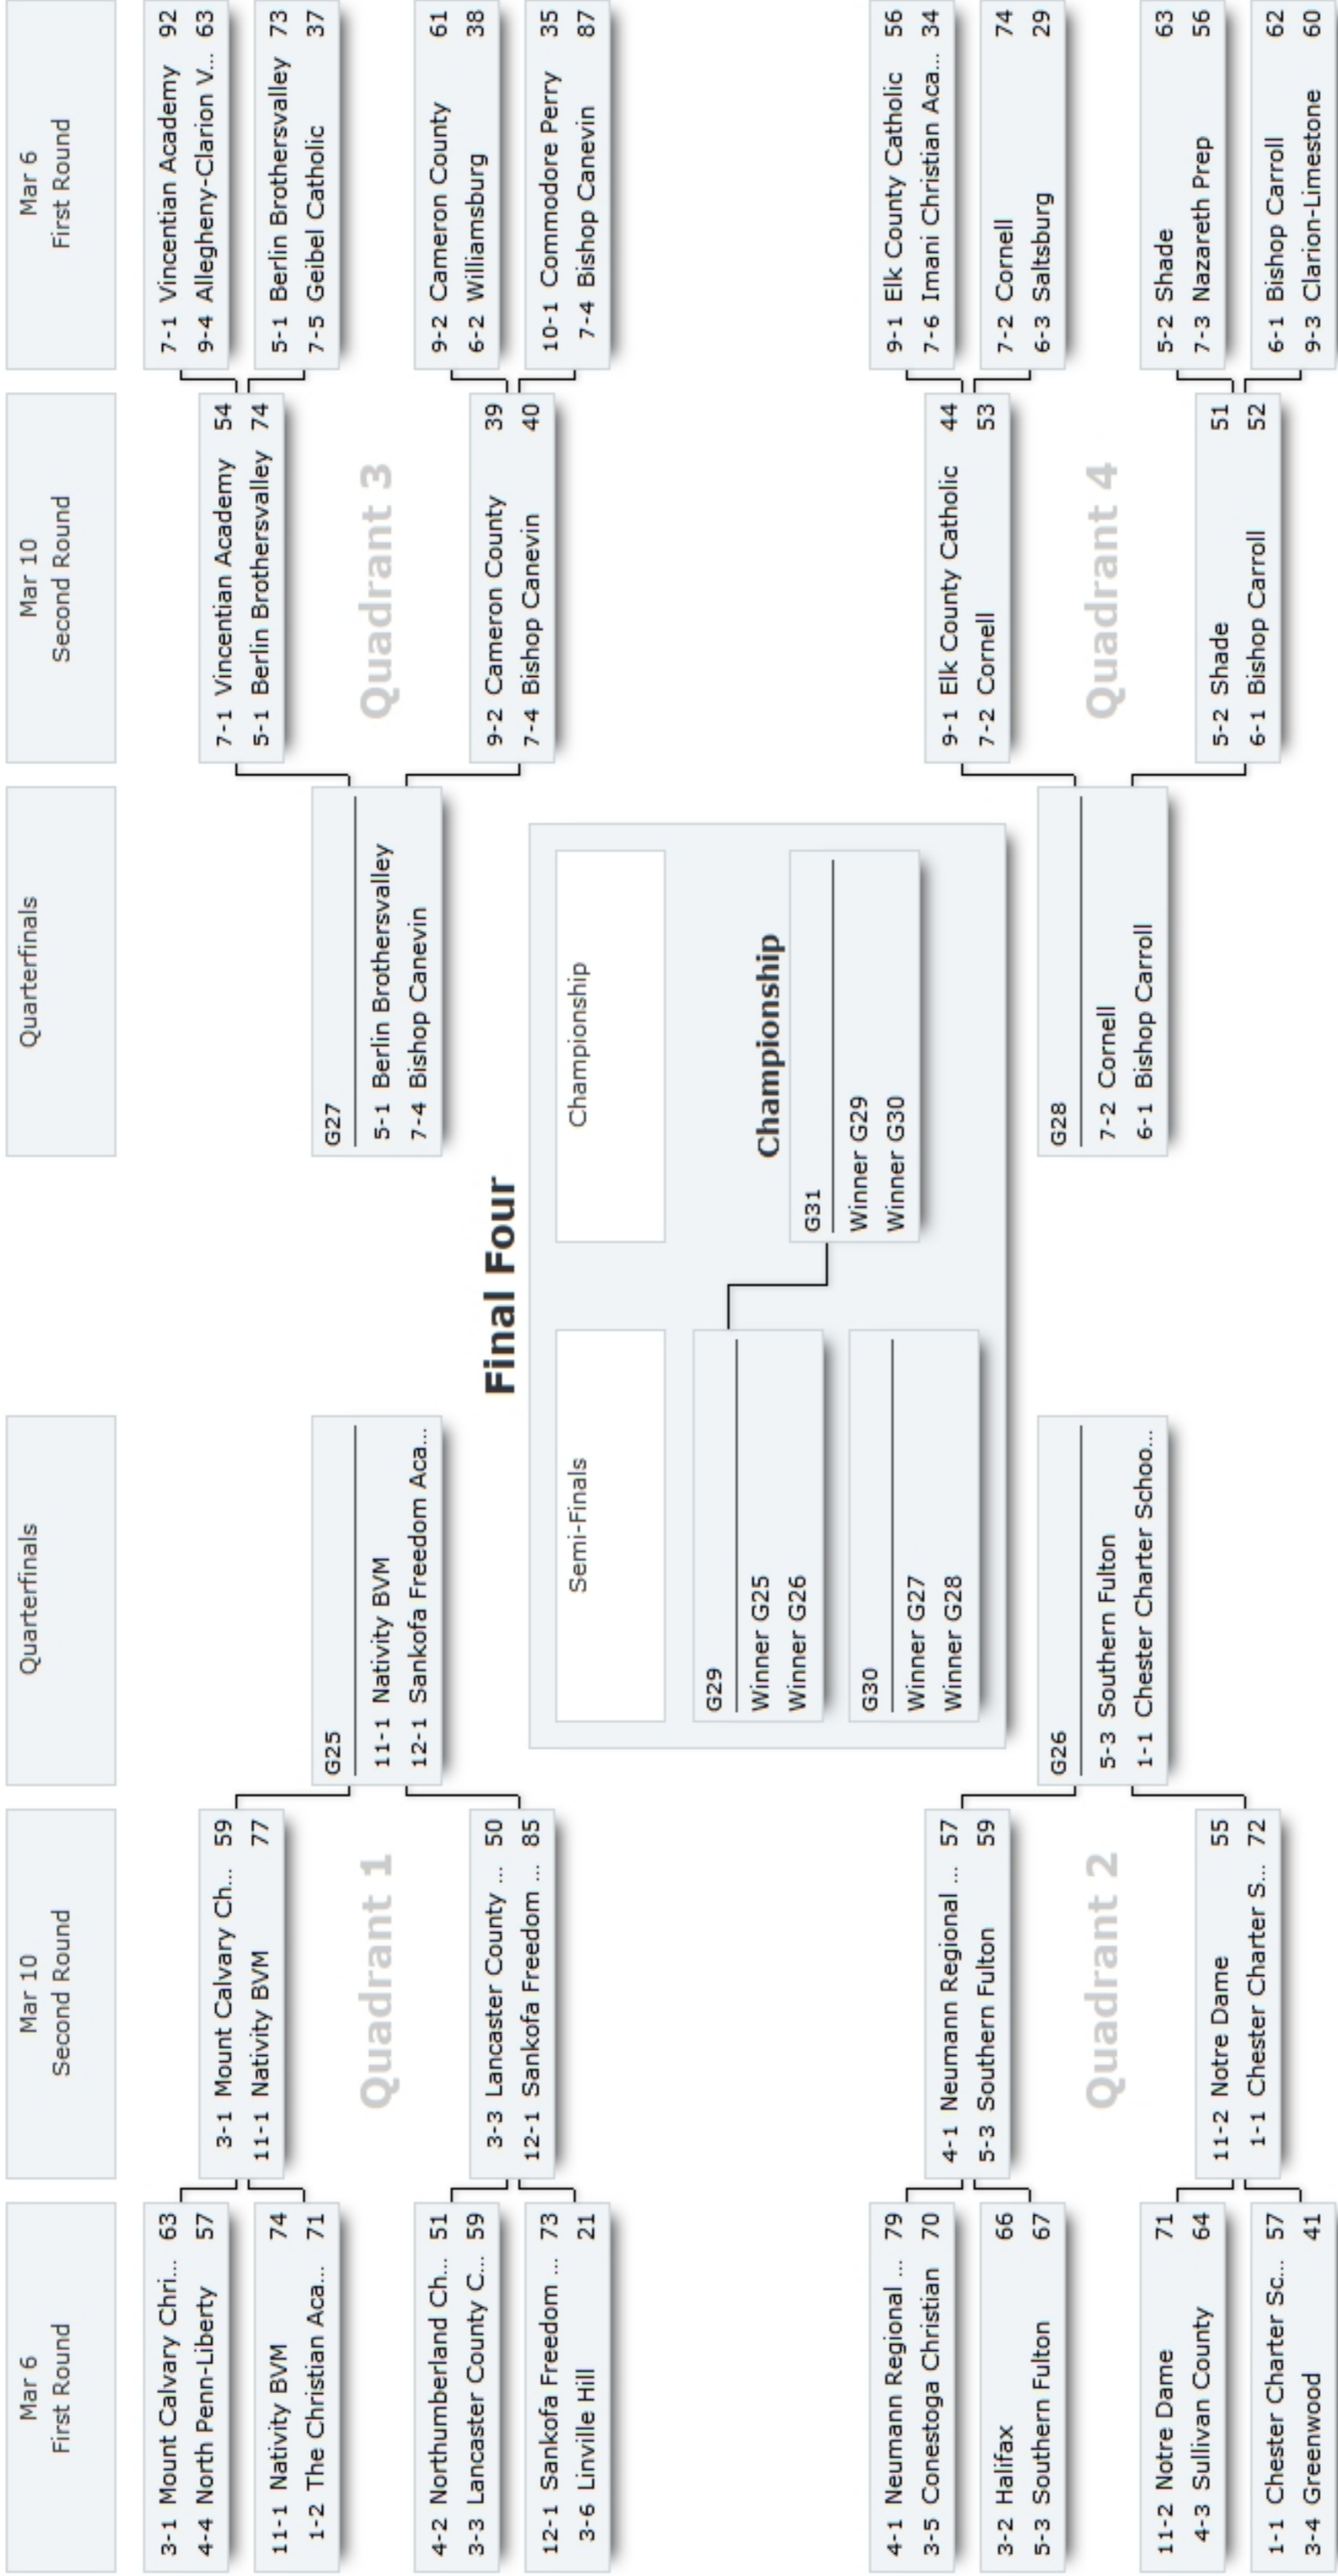 Mar 6
First Round
Mar 10
Second Round
Quarterfinals
Quarterfinals
Mar 10
Second Round
Mar 6
First Round
3-1 Mount Calvary Chri... 63
4-4 North Penn-Liberty 57
11-1 Nativity BVM 74
1-2 The Christian Aca... 71
3-1 Mount Calvary Ch... 59
11-1 Nativity BVM 77
Quadrant 1
4-2 Northumberland Ch... 51
3-3 Lancaster County C... 59
12-1 Sankofa Freedom ... 73
3-6 Linville Hill 21
3-3 Lancaster County ... 50
12-1 Sankofa Freedom ... 85
G25
11-1 Nativity BVM
12-1 Sankofa Freedom Aca...
G27
5-1 Berlin Brothersvalley
7-4 Bishop Canevin
7-1 Vincentian Academy 54
5-1 Berlin Brothersvalley 74
Quadrant 3
9-2 Cameron County 39
7-4 Bishop Canevin 40
7-1 Vincentian Academy 92
9-4 Allegheny-Clarion V... 63
5-1 Berlin Brothersvalley 73
7-5 Geibel Catholic 37
9-2 Cameron County 61
6-2 Williamsburg 38
10-1 Commodore Perry 35
7-4 Bishop Canevin 87
Final Four
Semi-Finals
Championship
G29
Winner G25
Winner G26
G30
Winner G27
Winner G28
Championship
G31
Winner G29
Winner G30
4-1 Neumann Regional ... 79
3-5 Conestoga Christian 70
3-2 Halifax 66
5-3 Southern Fulton 67
4-1 Neumann Regional ... 57
5-3 Southern Fulton 59
Quadrant 2
11-2 Notre Dame 71
4-3 Sullivan County 64
1-1 Chester Charter Sc... 57
3-4 Greenwood 41
11-2 Notre Dame 55
1-1 Chester Charter S... 72
G26
5-3 Southern Fulton
1-1 Chester Charter Schoo...
G28
7-2 Cornell
6-1 Bishop Carroll
9-1 Elk County Catholic 44
7-2 Cornell 53
Quadrant 4
5-2 Shade 51
6-1 Bishop Carroll 52
9-1 Elk County Catholic 56
7-6 Imani Christian Aca... 34
7-2 Cornell 74
6-3 Saltsburg 29
5-2 Shade 63
7-3 Nazareth Prep 56
6-1 Bishop Carroll 62
9-3 Clarion-Limestone 60